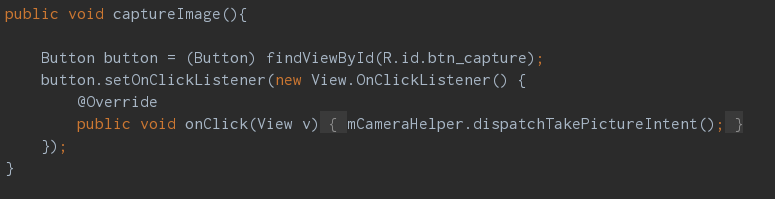 public void captureImage(){
Button button = (Button) findViewById(R.id.btn_capture);
button.setOnClickListener(new View.OnClickListener() {
@Override
public void onClick(View v) { mCameraHelper.dispatchTakePictureIntent(); }
});
}